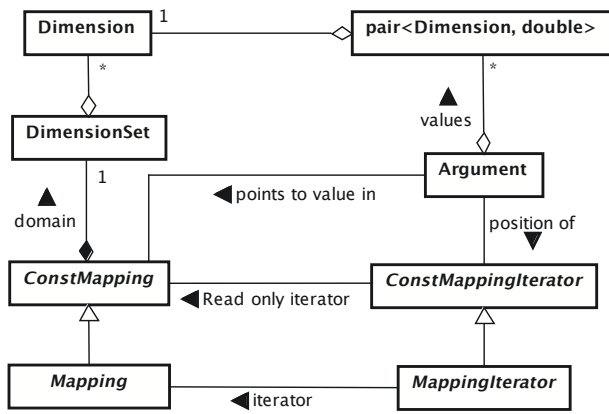 Dimension
1
pair<Dimension, double>
*
*
DimensionSet
values
1
Argument
domain
points to value in
position of
ConstMapping
ConstMappingIterator
Read only iterator
Mapping
MappingIterator
iterator